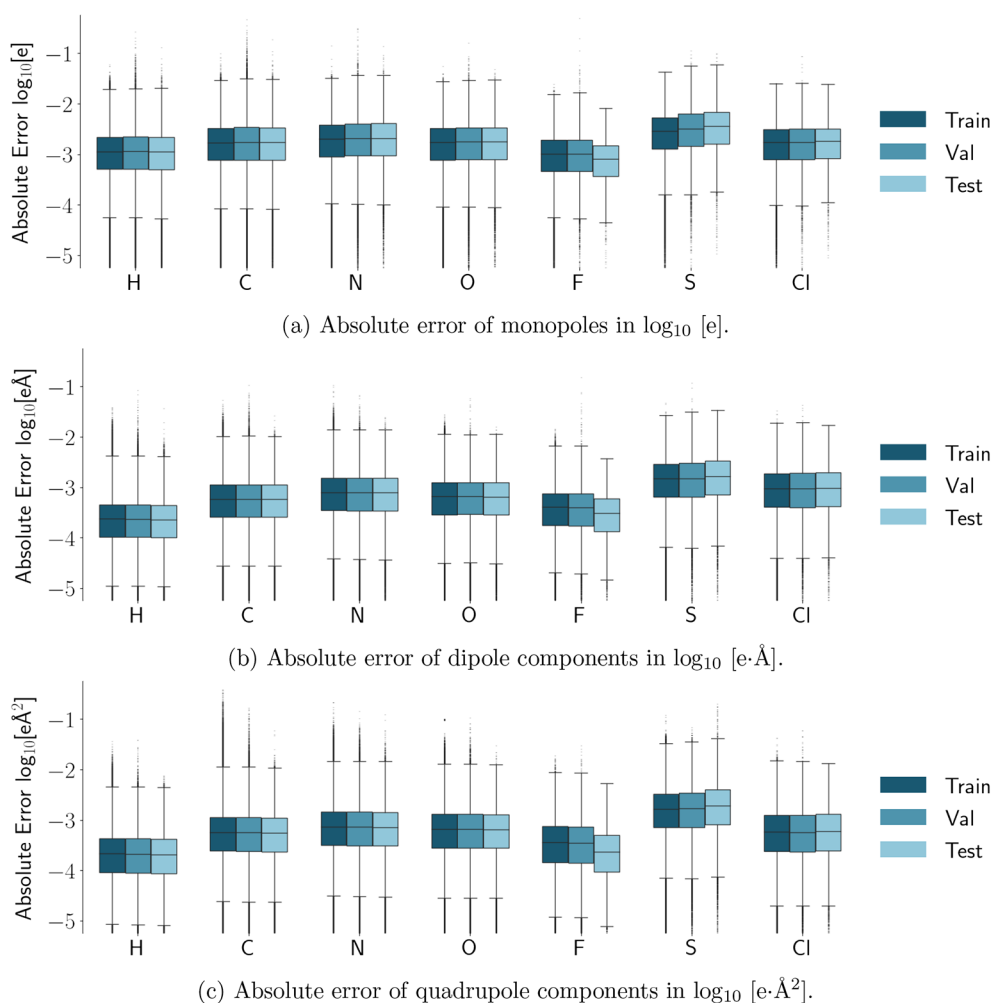 Absolute Error log₁₀[e]
−1
−2
−3
−4
−5
H C N O F S Cl
Train
Val
Test
(a) Absolute error of monopoles in log₁₀ [e].
Absolute Error log₁₀[eÅ]
−1
−2
−3
−4
−5
H C N O F S Cl
Train
Val
Test
(b) Absolute error of dipole components in log₁₀ [e·Å].
Absolute Error log₁₀[eÅ²]
−1
−2
−3
−4
−5
H C N O F S Cl
Train
Val
Test
(c) Absolute error of quadrupole components in log₁₀ [e·Å²].